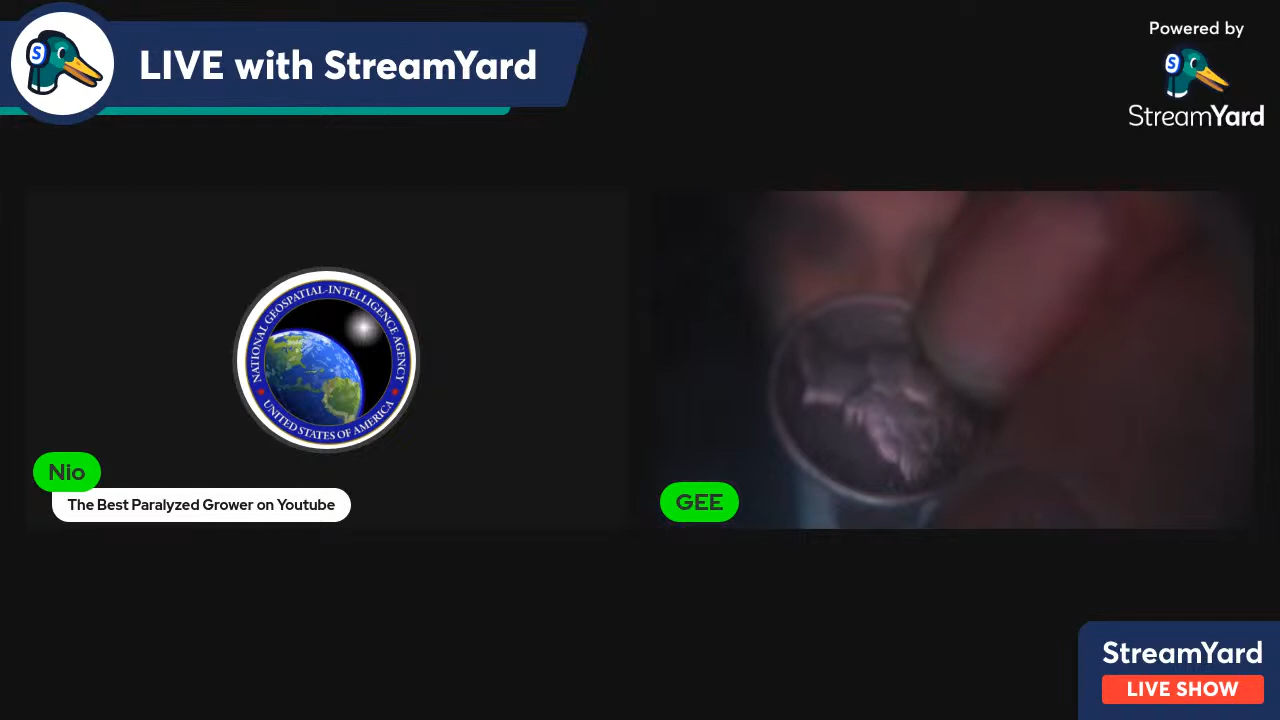 LIVE with StreamYard
Powered by
StreamYard
NATIONAL GEOSPATIAL-INTELLIGENCE AGENCY
UNITED STATES OF AMERICA
Nio
The Best Paralyzed Grower on Youtube
GEE
StreamYard
LIVE SHOW